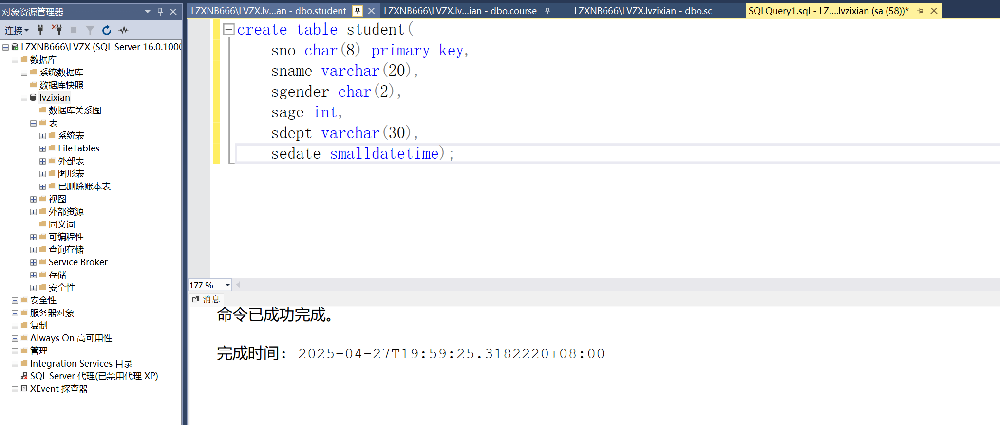 对象资源管理器
连接
LZXNB666\LVZX (SQL Server 16.0.100
数据库
系统数据库
数据库快照
lvzixian
数据库关系图
表
系统表
FileTables
外部表
图形表
已删除账本表
视图
外部资源
同义词
可编程性
查询存储
Service Broker
存储
安全性
安全性
服务器对象
复制
Always On 高可用性
管理
Integration Services 目录
SQL Server 代理(已禁用代理 XP)
XEvent 探查器
LZXNB666\LVZX.lv...an - dbo.student
LZXNB666\LVZX.lv...ian - dbo.course
LZXNB666\LVZX.lvzixian - dbo.sc
SQLQuery1.sql - LZ....lvzixian (sa (58))*
create table student(
sno char(8) primary key,
sname varchar(20),
sgender char(2),
sage int,
sdept varchar(30),
sedate smalldatetime);
177 %
消息
命令已成功完成。
完成时间: 2025-04-27T19:59:25.3182220+08:00